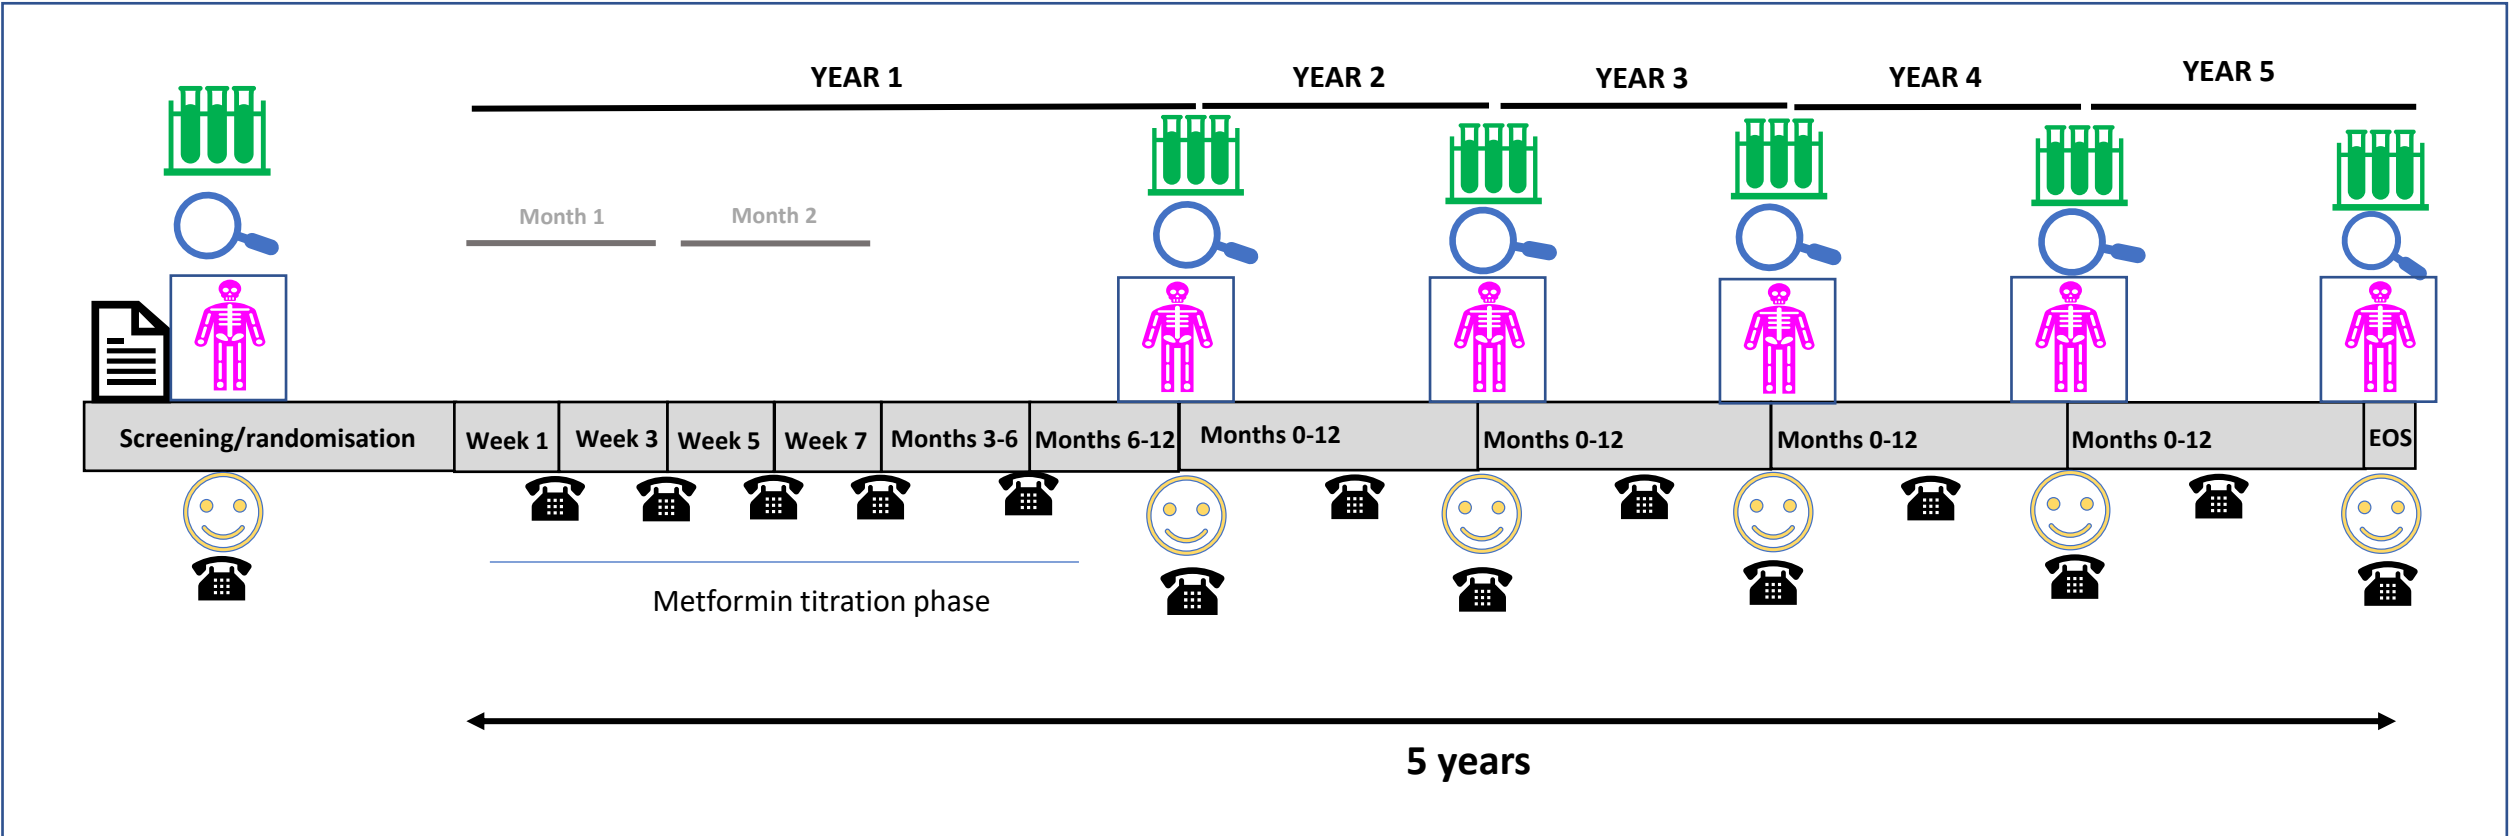 YEAR 1
YEAR 2
YEAR 3
YEAR 4
YEAR 5
Month 1
Month 2
Screening/randomisation
Week 1
Week 3
Week 5
Week 7
Months 3-6
Months 6-12
Months 0-12
Months 0-12
Months 0-12
Months 0-12
EOS
Metformin titration phase
5 years